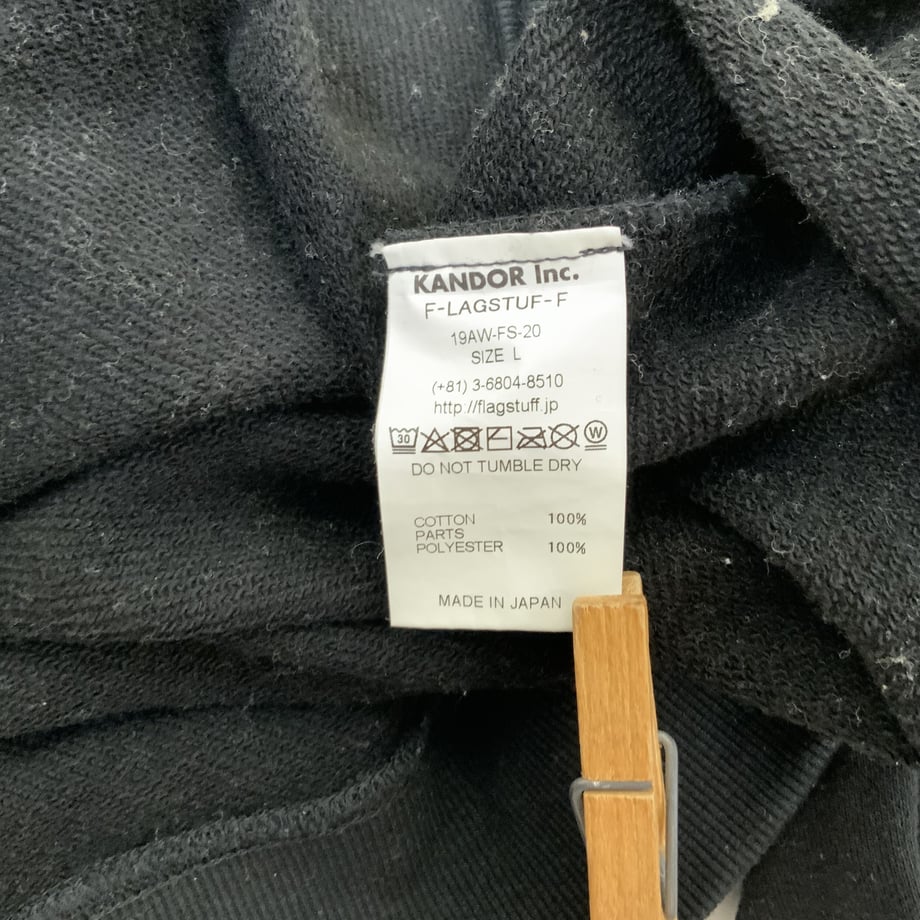 KANDOR Inc.
F-LAGSTUF-F
19AW-FS-20
SIZE L
(+81) 3-6804-8510
http://flagstuff.jp
30 W
DO NOT TUMBLE DRY
COTTON 100%
PARTS
POLYESTER 100%
MADE IN JAPAN